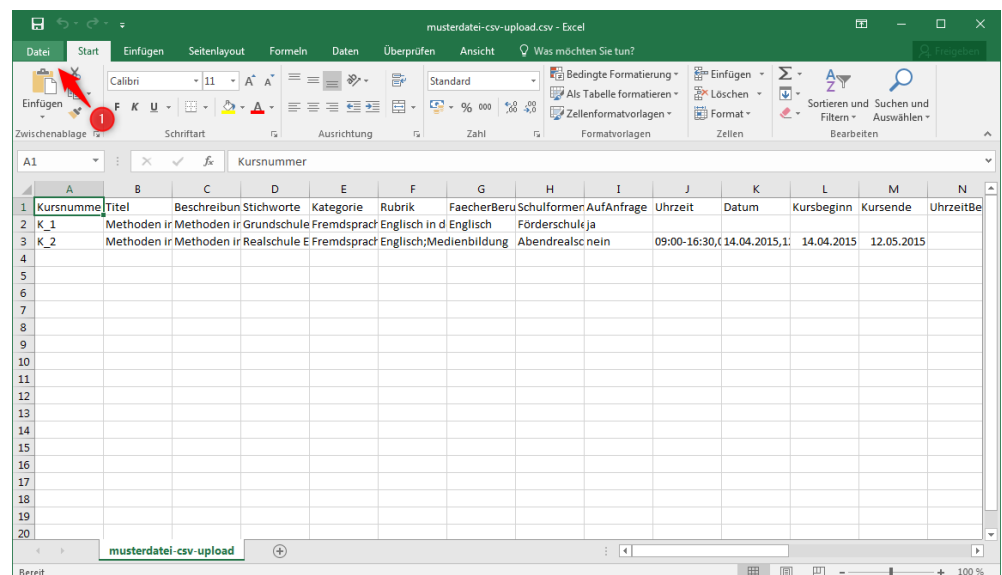 musterdatei-csv-upload.csv - Excel
Datei Start Einfügen Seitenlayout Formeln Daten Überprüfen Ansicht Was möchten Sie tun? Freigeben
Calibri 11 A A Standard Bedingte Formatierung Einfügen
Als Tabelle formatieren Löschen
Einfügen F K U A % 000 Zellenformatvorlagen Format
Sortieren und Filtern Suchen und Auswählen
Zwischenablage Schriftart Ausrichtung Zahl Formatvorlagen Zellen Bearbeiten
1
A1 fx Kursnummer
A B C D E F G H I J K L M N
1 Kursnumme Titel Beschreibun Stichworte Kategorie Rubrik FaecherBeru Schulformen AufAnfrage Uhrzeit Datum Kursbeginn Kursende UhrzeitBe
2 K_1 Methoden ir Methoden ir Grundschule Fremdsprach Englisch in d Englisch Förderschule ja
3 K_2 Methoden ir Methoden ir Realschule E Fremdsprach Englisch;Medienbildung Abendrealsc nein 09:00-16:30,0 14.04.2015,1 14.04.2015 12.05.2015
4
5
6
7
8
9
10
11
12
13
14
15
16
17
18
19
20
musterdatei-csv-upload
Bereit 100 %